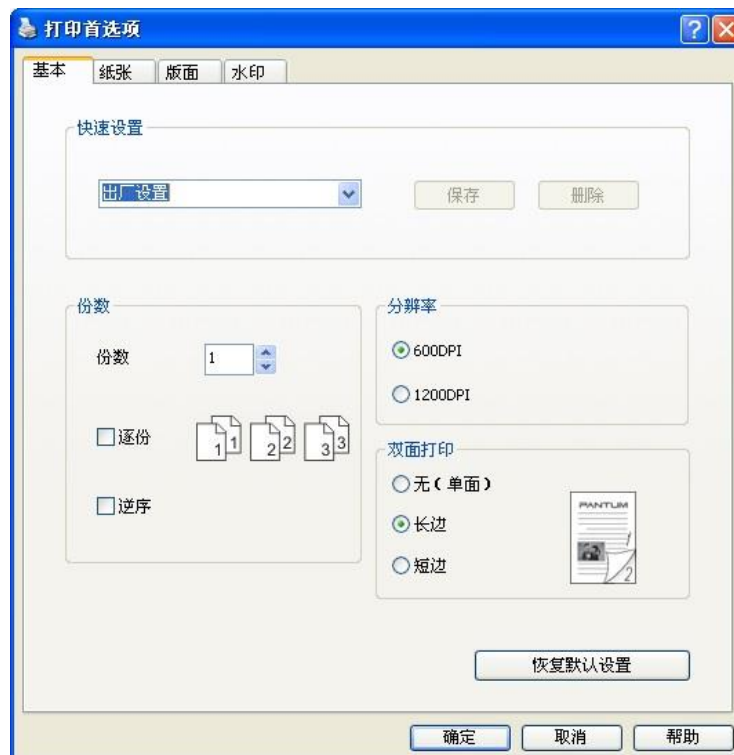 打印首选项
基本 纸张 版面 水印
快速设置
出厂设置 保存 删除
份数
份数 1
逐份 1 1 2 2 3 3
逆序
分辨率
600DPI
1200DPI
双面打印
无（单面）
长边
短边
PANTUM
1
2
恢复默认设置
确定 取消 帮助